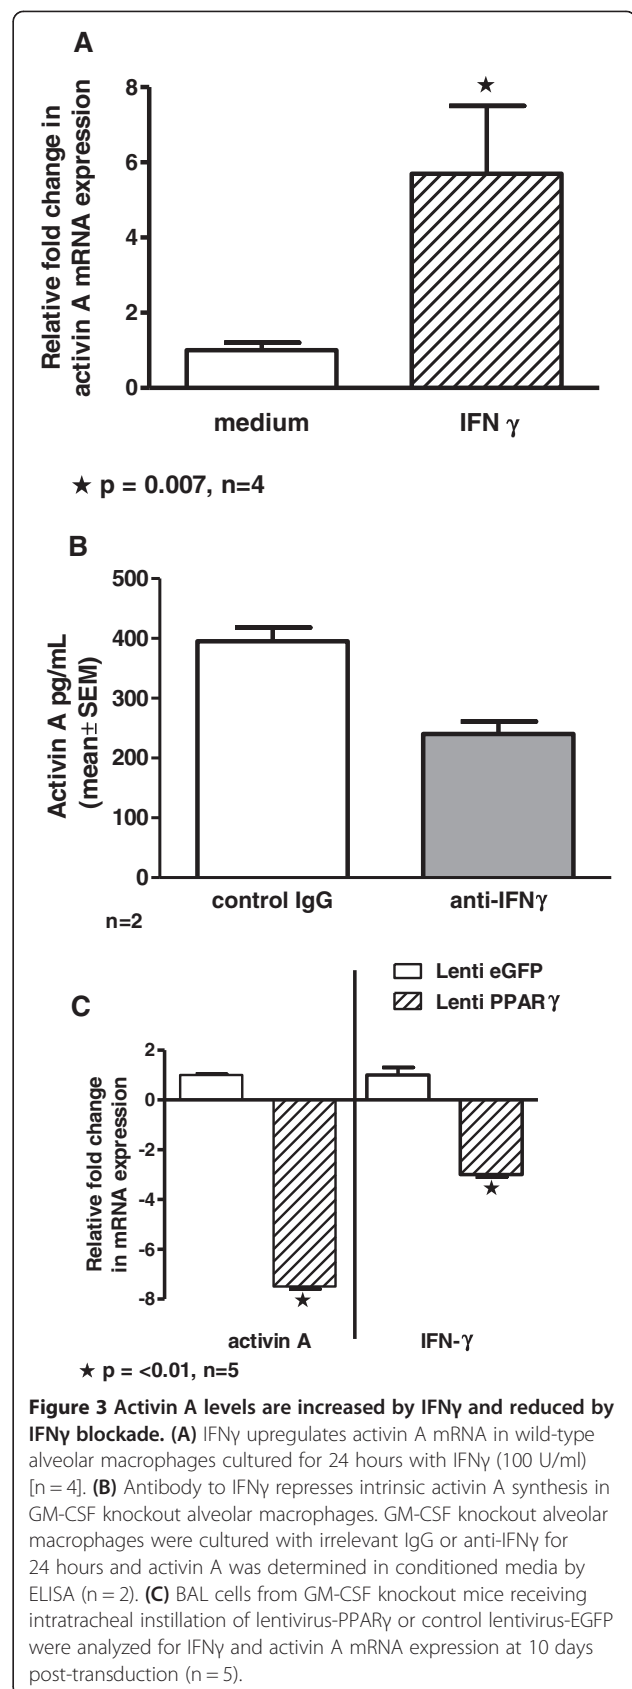 A
Relative fold change in
activin A mRNA expression
8
6
4
2
0
★
medium
IFN γ
★ p = 0.007, n=4
B
Activin A pg/mL
(mean± SEM)
500
400
300
200
100
0
control IgG
anti-IFNγ
n=2
Lenti eGFP
Lenti PPARγ
C
Relative fold change
in mRNA expression
2
0
-2
-4
-6
-8
★
★
activin A
IFN-γ
★ p = <0.01, n=5
Figure 3 Activin A levels are increased by IFNγ and reduced by
IFNγ blockade. (A) IFNγ upregulates activin A mRNA in wild-type
alveolar macrophages cultured for 24 hours with IFNγ (100 U/ml)
[n = 4]. (B) Antibody to IFNγ represses intrinsic activin A synthesis in
GM-CSF knockout alveolar macrophages. GM-CSF knockout alveolar
macrophages were cultured with irrelevant IgG or anti-IFNγ for
24 hours and activin A was determined in conditioned media by
ELISA (n = 2). (C) BAL cells from GM-CSF knockout mice receiving
intratracheal instillation of lentivirus-PPARγ or control lentivirus-EGFP
were analyzed for IFNγ and activin A mRNA expression at 10 days
post-transduction (n = 5).